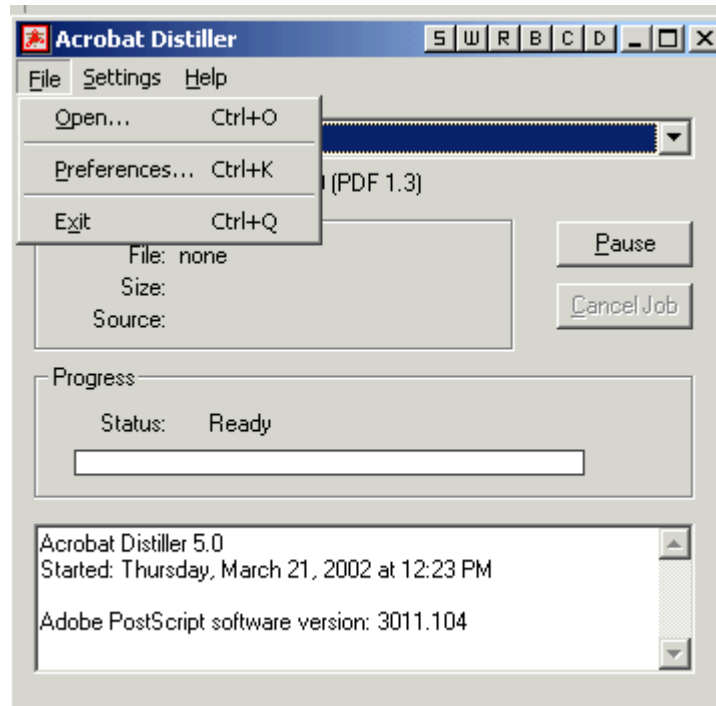 Acrobat Distiller S W R B C D
File Settings Help
Open... Ctrl+O
Preferences... Ctrl+K
(PDF 1.3)
Exit Ctrl+Q
File: none
Size:
Source:
Pause
Cancel Job
Progress
Status: Ready
Acrobat Distiller 5.0
Started: Thursday, March 21, 2002 at 12:23 PM
Adobe PostScript software version: 3011.104